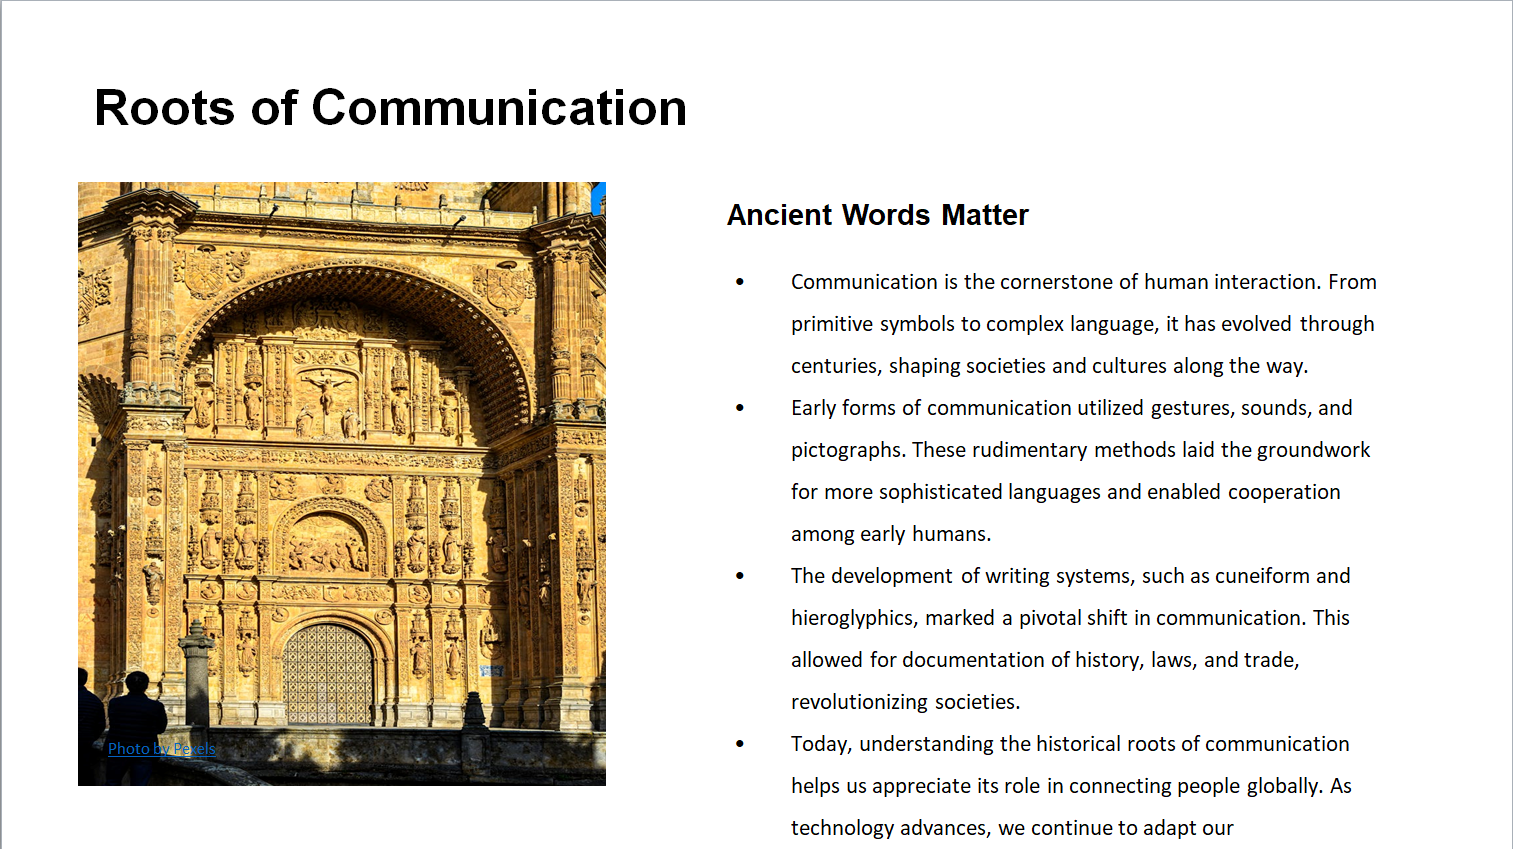 Roots of Communication
Photo by Pexels
Ancient Words Matter
• Communication is the cornerstone of human interaction. From
primitive symbols to complex language, it has evolved through
centuries, shaping societies and cultures along the way.
• Early forms of communication utilized gestures, sounds, and
pictographs. These rudimentary methods laid the groundwork
for more sophisticated languages and enabled cooperation
among early humans.
• The development of writing systems, such as cuneiform and
hieroglyphics, marked a pivotal shift in communication. This
allowed for documentation of history, laws, and trade,
revolutionizing societies.
• Today, understanding the historical roots of communication
helps us appreciate its role in connecting people globally. As
technology advances, we continue to adapt our